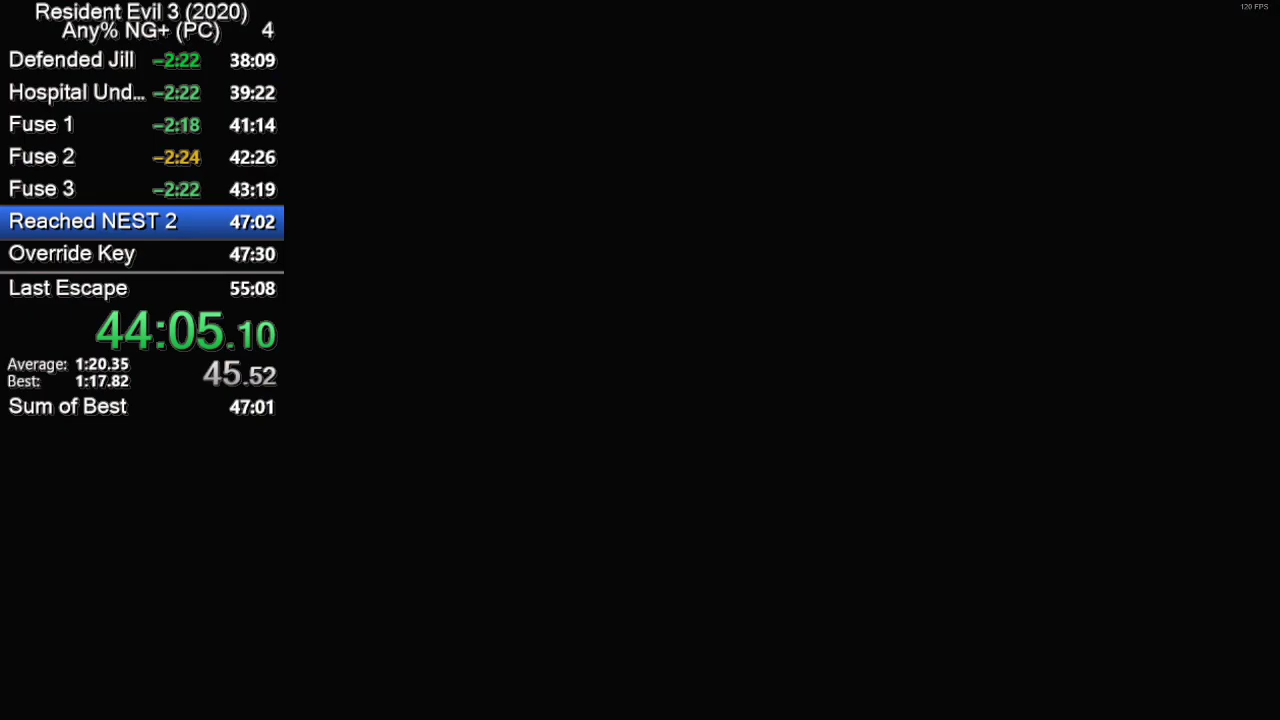 Resident Evil 3 (2020)
Any% NG+ (PC) 4
Defended Jill −2:22 38:09
Hospital Und... −2:22 39:22
Fuse 1 −2:18 41:14
Fuse 2 −2:24 42:26
Fuse 3 −2:22 43:19
Reached NEST 2 47:02
Override Key 47:30
Last Escape 55:08
44:05.10
Average: 1:20.35
Best: 1:17.82
45.52
Sum of Best 47:01
120 FPS